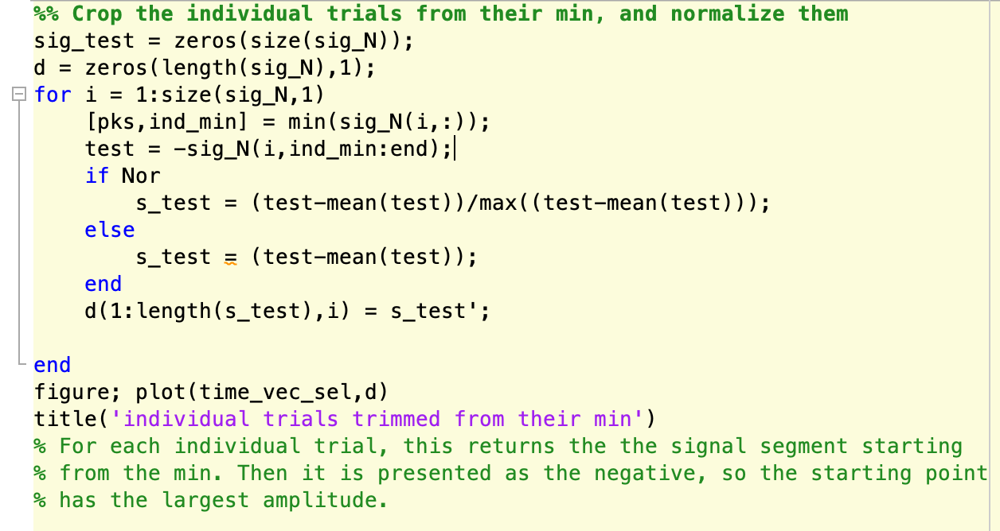 %% Crop the individual trials from their min, and normalize them
sig_test = zeros(size(sig_N));
d = zeros(length(sig_N),1);
for i = 1:size(sig_N,1)
    [pks,ind_min] = min(sig_N(i,:));
    test = -sig_N(i,ind_min:end);
    if Nor
        s_test = (test-mean(test))/max((test-mean(test)));
    else
        s_test = (test-mean(test));
    end
    d(1:length(s_test),i) = s_test';
end
figure; plot(time_vec_sel,d)
title('individual trials trimmed from their min')
% For each individual trial, this returns the the signal segment starting
% from the min. Then it is presented as the negative, so the starting point
% has the largest amplitude.